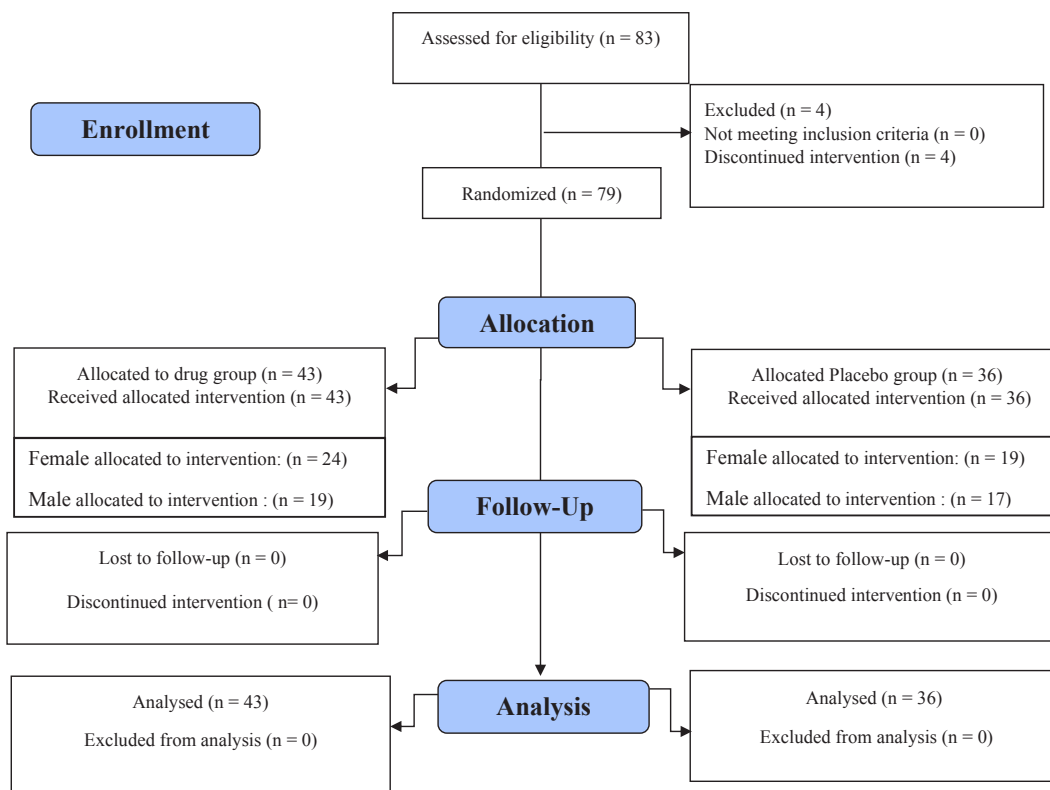 Assessed for eligibility (n = 83)
Enrollment
Excluded (n = 4)
Not meeting inclusion criteria (n = 0)
Discontinued intervention (n = 4)
Randomized (n = 79)
Allocation
Allocated to drug group (n = 43)
Received allocated intervention (n = 43)
Allocated Placebo group (n = 36)
Received allocated intervention (n = 36)
Female allocated to intervention: (n = 24)
Male allocated to intervention : (n = 19)
Female allocated to intervention: (n = 19)
Male allocated to intervention : (n = 17)
Follow-Up
Lost to follow-up (n = 0)
Discontinued intervention ( n= 0)
Lost to follow-up (n = 0)
Discontinued intervention (n = 0)
Analysis
Analysed (n = 43)
Excluded from analysis (n = 0)
Analysed (n = 36)
Excluded from analysis (n = 0)